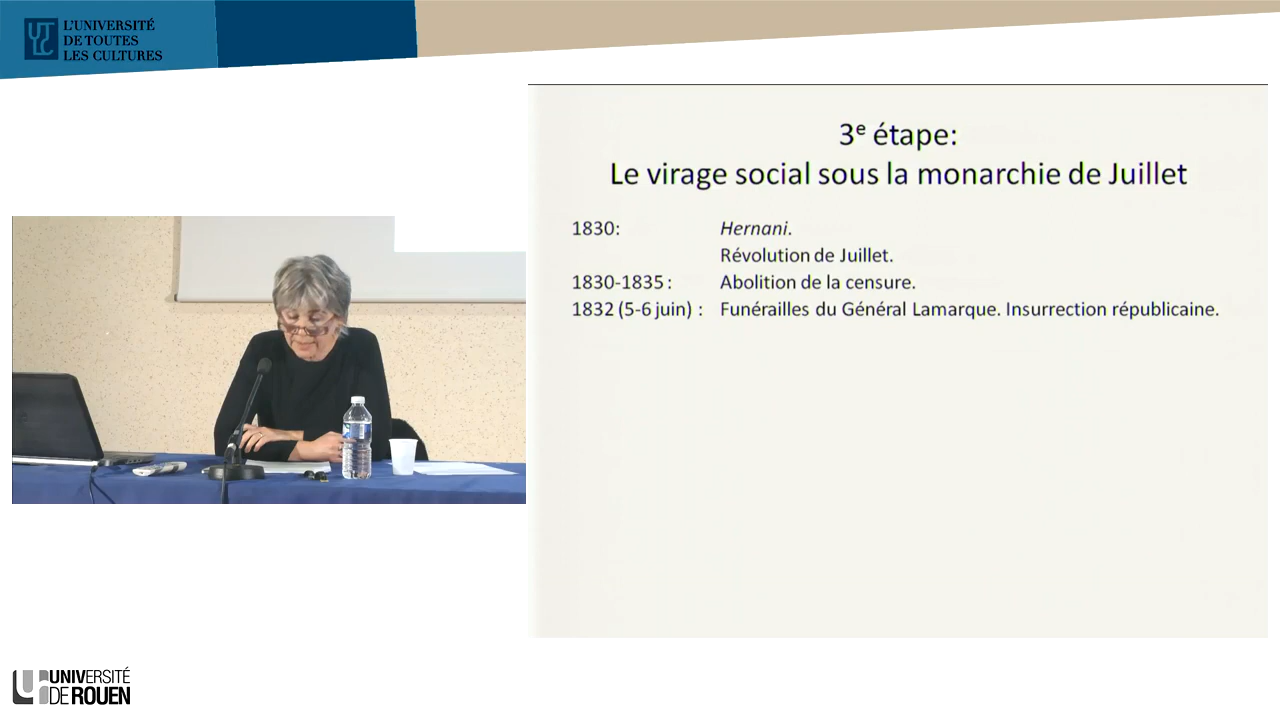 L'UNIVERSITÉ
DE TOUTES
LES CULTURES
3e étape:
Le virage social sous la monarchie de Juillet
1830: Hernani.
Révolution de Juillet.
1830-1835 : Abolition de la censure.
1832 (5-6 juin) : Funérailles du Général Lamarque. Insurrection républicaine.
UNIVERSITÉ
DE ROUEN